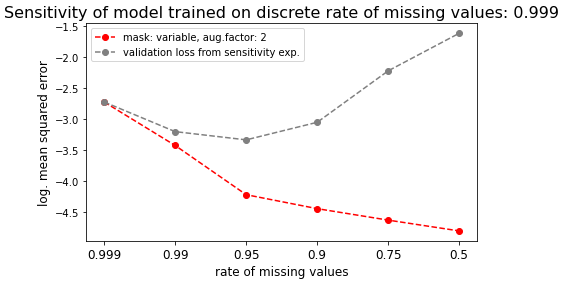 Sensitivity of model trained on discrete rate of missing values: 0.999
mask: variable, aug.factor: 2
validation loss from sensitivity exp.
log. mean squared error
−1.5
−2.0
−2.5
−3.0
−3.5
−4.0
−4.5
0.999 0.99 0.95 0.9 0.75 0.5
rate of missing values